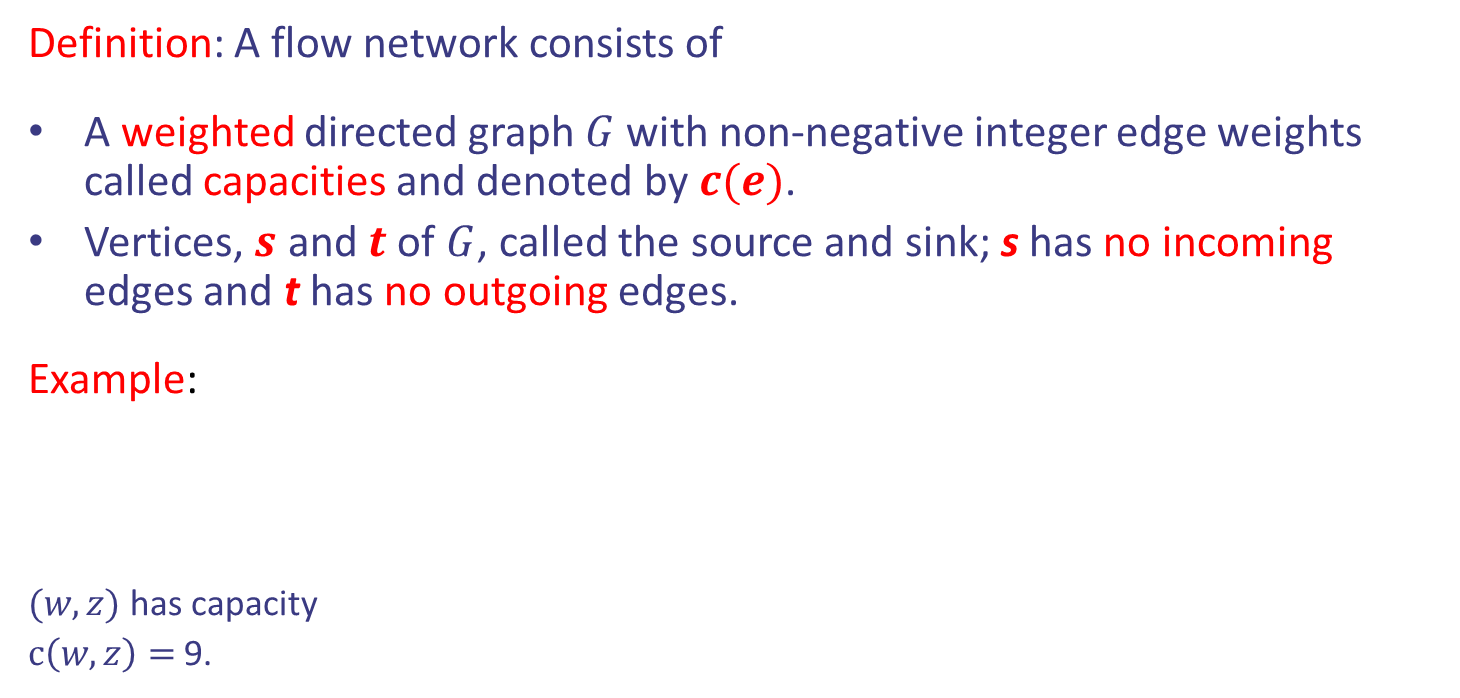 Definition: A flow network consists of
• A weighted directed graph G with non-negative integer edge weights
called capacities and denoted by c(e).
• Vertices, s and t of G, called the source and sink; s has no incoming
edges and t has no outgoing edges.
Example:
(w, z) has capacity
c(w, z) = 9.